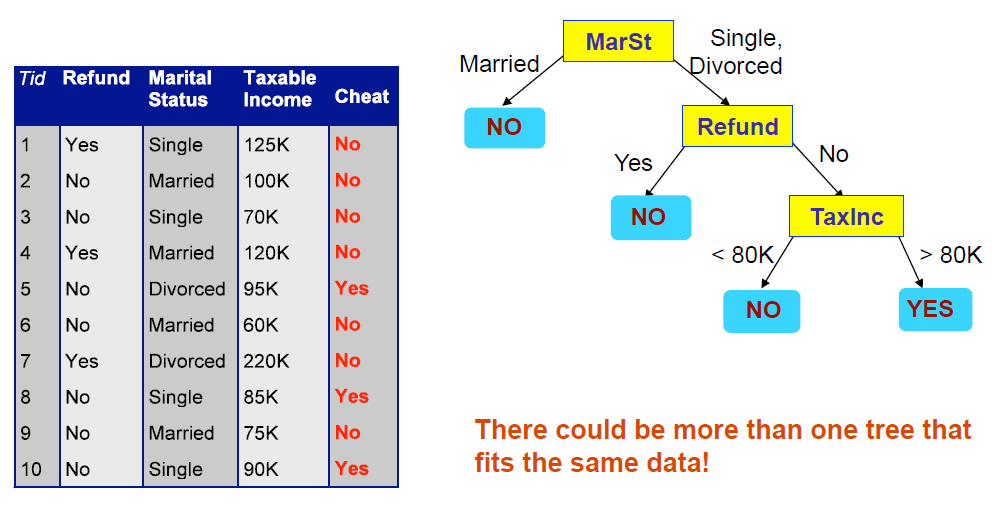 Tid Refund Marital Status Taxable Income Cheat
1 Yes Single 125K No
2 No Married 100K No
3 No Single 70K No
4 Yes Married 120K No
5 No Divorced 95K Yes
6 No Married 60K No
7 Yes Divorced 220K No
8 No Single 85K Yes
9 No Married 75K No
10 No Single 90K Yes
MarSt
Married
Single,
Divorced
NO
Refund
Yes
No
NO
TaxInc
< 80K
> 80K
NO
YES
There could be more than one tree that
fits the same data!